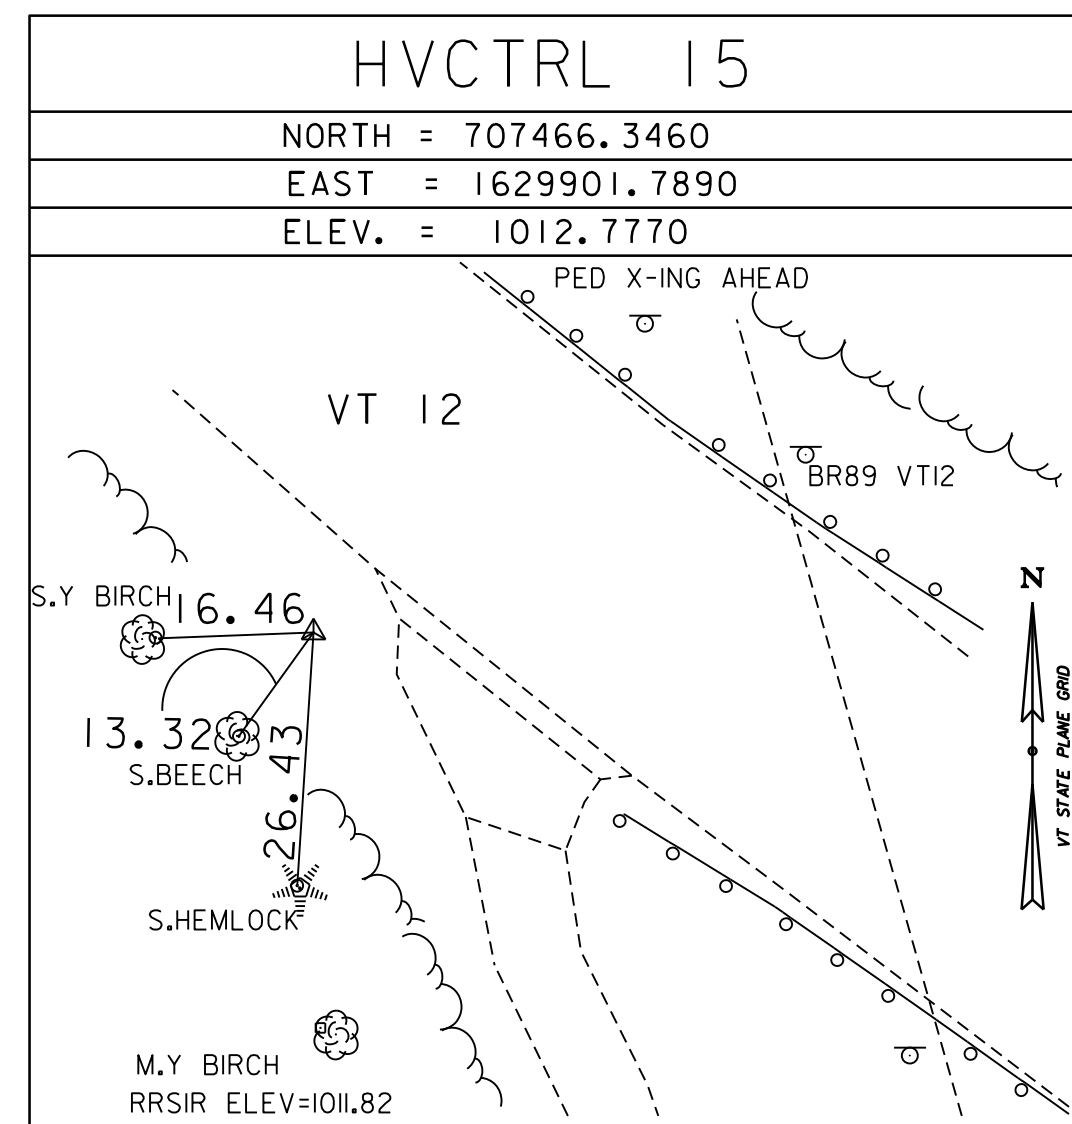 HVCTRL 15
NORTH = 707466.3460
EAST = 1629901.7890
ELEV. = 1012.7770
PED X-ING AHEAD
VT 12
BR89 VT12
N
S.Y BIRCH
16.46
VT STATE PLANE GRID
13.32
26.43
S.BEECH
S.HEMLOCK
M.Y BIRCH
RRSIR ELEV=1011.82